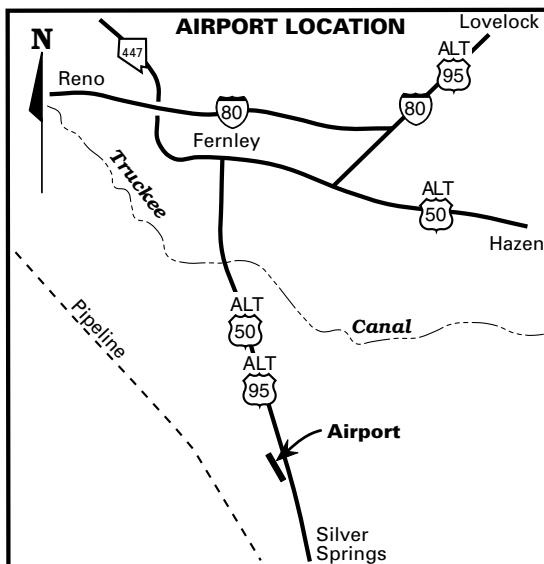 AIRPORT LOCATION
Lovelock
N
447
ALT
95
Reno
80
80
Fernley
Truckee
ALT
50
Hazen
Pipeline
ALT
50
Canal
ALT
95
Airport
Silver
Springs